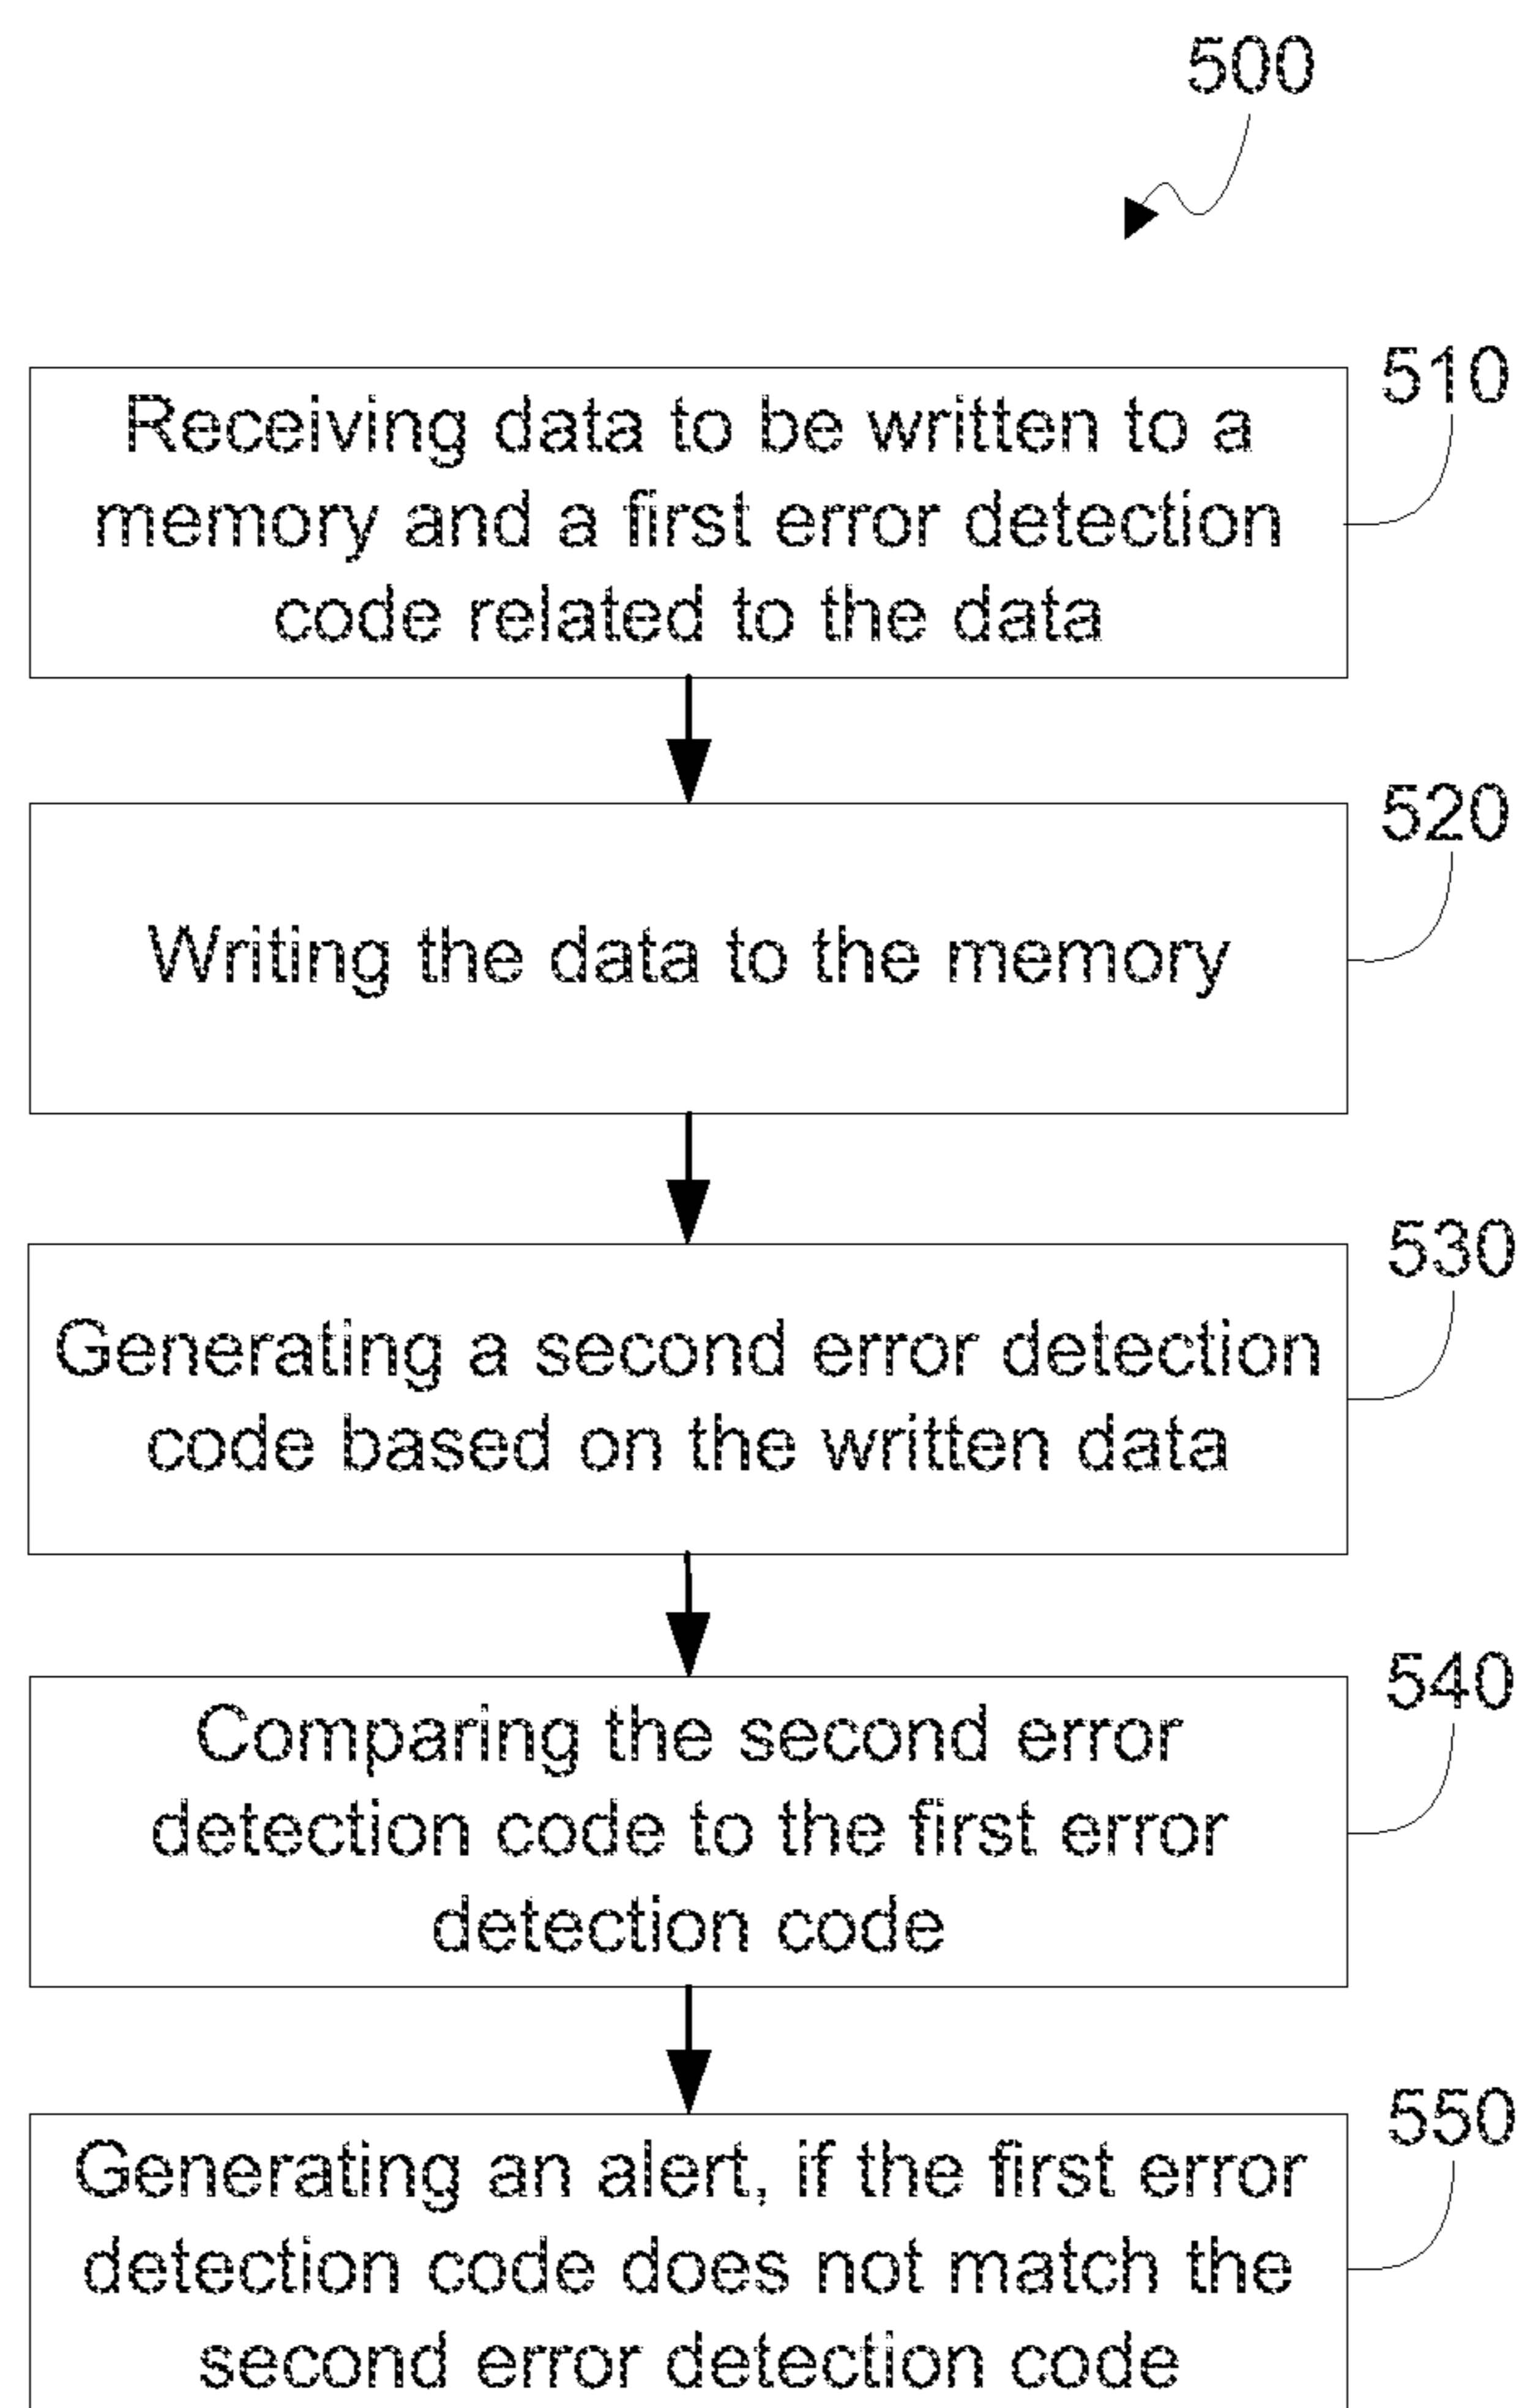 500
510
Receiving data to be written to a
memory and a first error detection
code related to the data
520
Writing the data to the memory
530
Generating a second error detection
code based on the written data
540
Comparing the second error
detection code to the first error
detection code
550
Generating an alert, if the first error
detection code does not match the
second error detection code